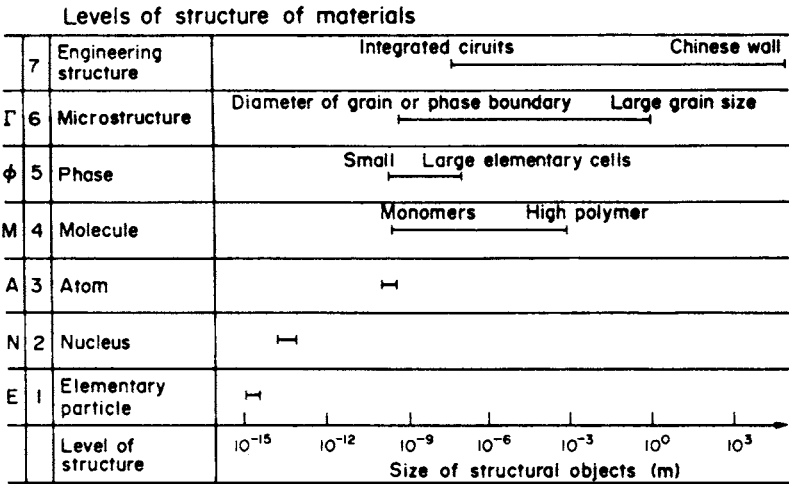 Levels of structure of materials
7 Engineering structure Integrated ciruits Chinese wall
Γ 6 Microstructure Diameter of grain or phase boundary Large grain size
ϕ 5 Phase Small Large elementary cells
M 4 Molecule Monomers High polymer
A 3 Atom
N 2 Nucleus
E 1 Elementary particle
Level of structure 10⁻¹⁵ 10⁻¹² 10⁻⁹ 10⁻⁶ 10⁻³ 10⁰ 10³
Size of structural objects (m)